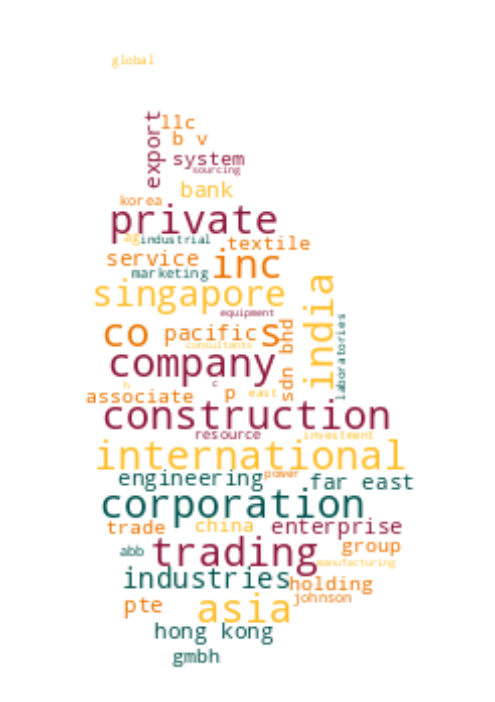 global
llc
export
b v
system
sourcing
bank
korea
private
ag
industrial
textile
service
inc
marketing
singapore
india
equipment
laboratories
co
pacific
s
sdn bhd
consultants
company
h
c
associate
p
east
construction
resource
investment
international
engineering
power
far east
corporation
trade
china
enterprise
abb
trading
group
manufacturing
industries
holding
pte
asia
johnson
hong kong
gmbh